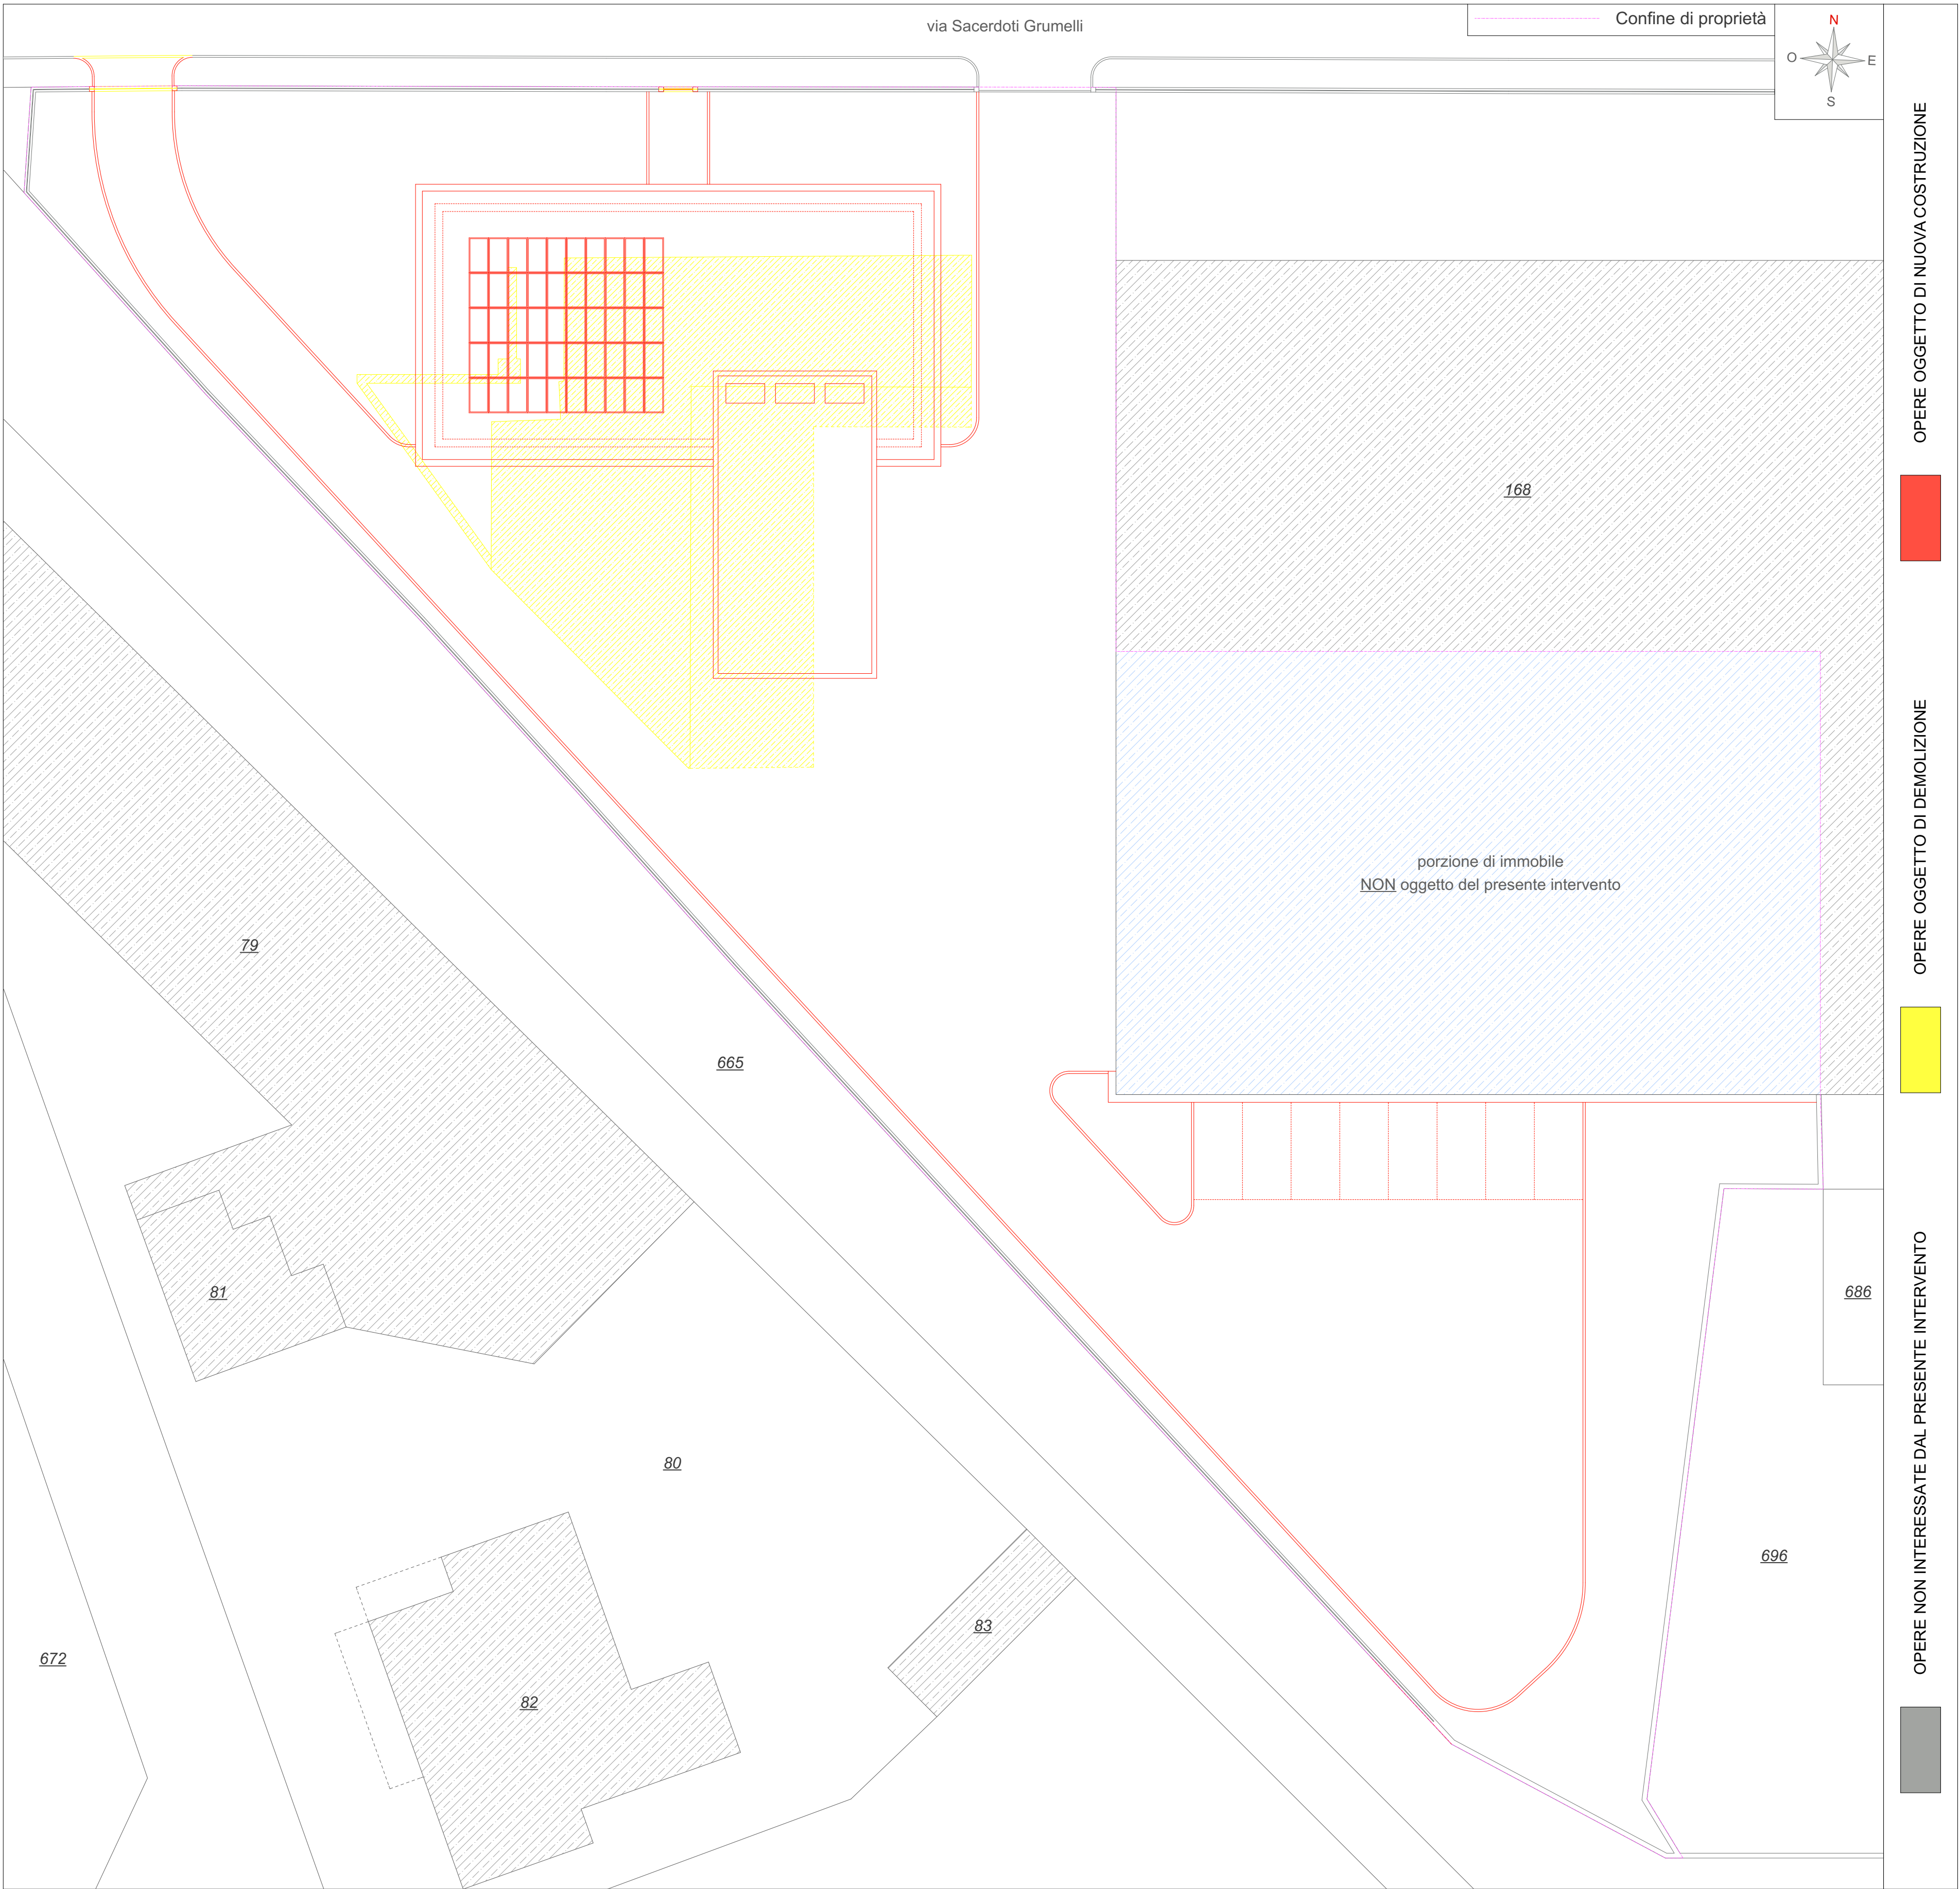 via Sacerdoti Grumelli
Confine di proprietà
N
O
E
S
OPERE OGGETTO DI NUOVA COSTRUZIONE
168
OPERE OGGETTO DI DEMOLIZIONE
porzione di immobile
NON oggetto del presente intervento
79
665
81
686
OPERE NON INTERESSATE DAL PRESENTE INTERVENTO
80
696
83
672
82